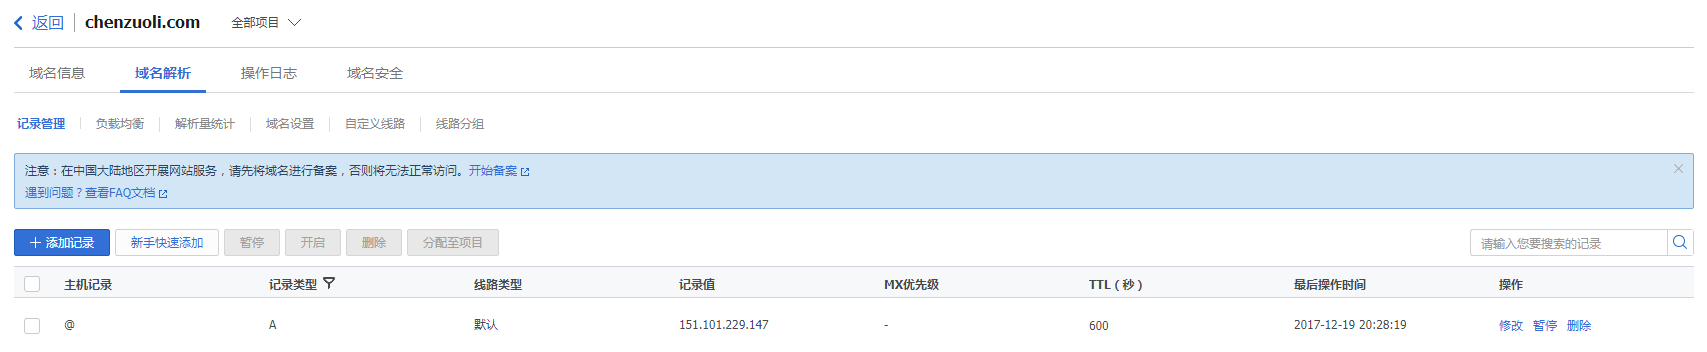 返回 chenzuoli.com 全部项目
域名信息 域名解析 操作日志 域名安全
记录管理 负载均衡 解析量统计 域名设置 自定义线路 线路分组
注意：在中国大陆地区开展网站服务，请先将域名进行备案，否则将无法正常访问。开始备案
遇到问题？查看FAQ文档
添加记录 新手快速添加 暂停 开启 删除 分配至项目 请输入您要搜索的记录
主机记录 记录类型 线路类型 记录值 MX优先级 TTL（秒） 最后操作时间 操作
@ A 默认 151.101.229.147 - 600 2017-12-19 20:28:19 修改 暂停 删除